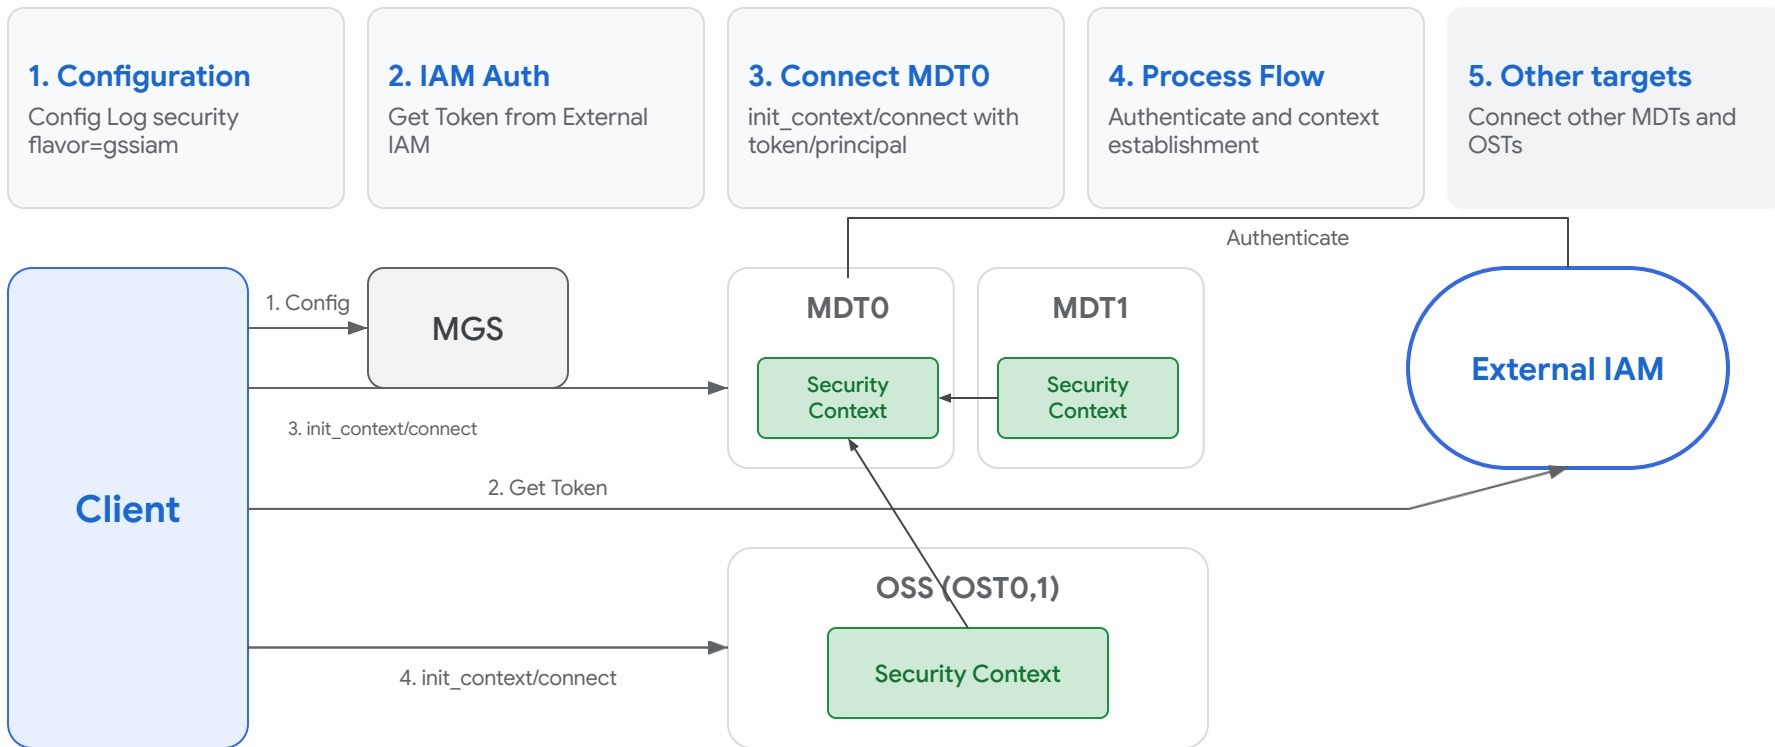 1. Configuration
Config Log security
flavor=gssiam
2. IAM Auth
Get Token from External
IAM
3. Connect MDT0
init_context/connect with
token/principal
4. Process Flow
Authenticate and context
establishment
5. Other targets
Connect other MDTs and
OSTs
Authenticate
1. Config
MGS
MDT0
MDT1
Security
Context
Security
Context
External IAM
3. init_context/connect
2. Get Token
Client
OSS (OST0,1)
Security Context
4. init_context/connect